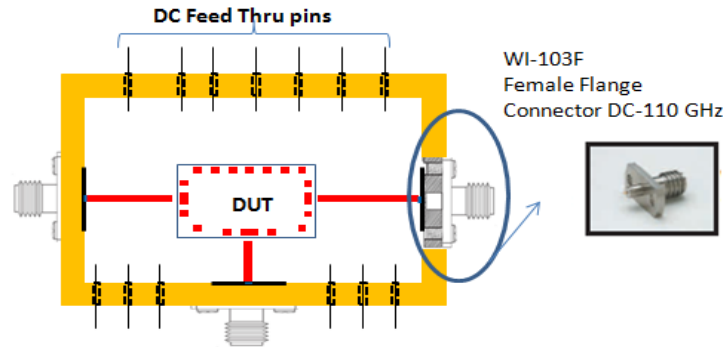 DC Feed Thru pins
WI-103F
Female Flange
Connector DC-110 GHz
DUT